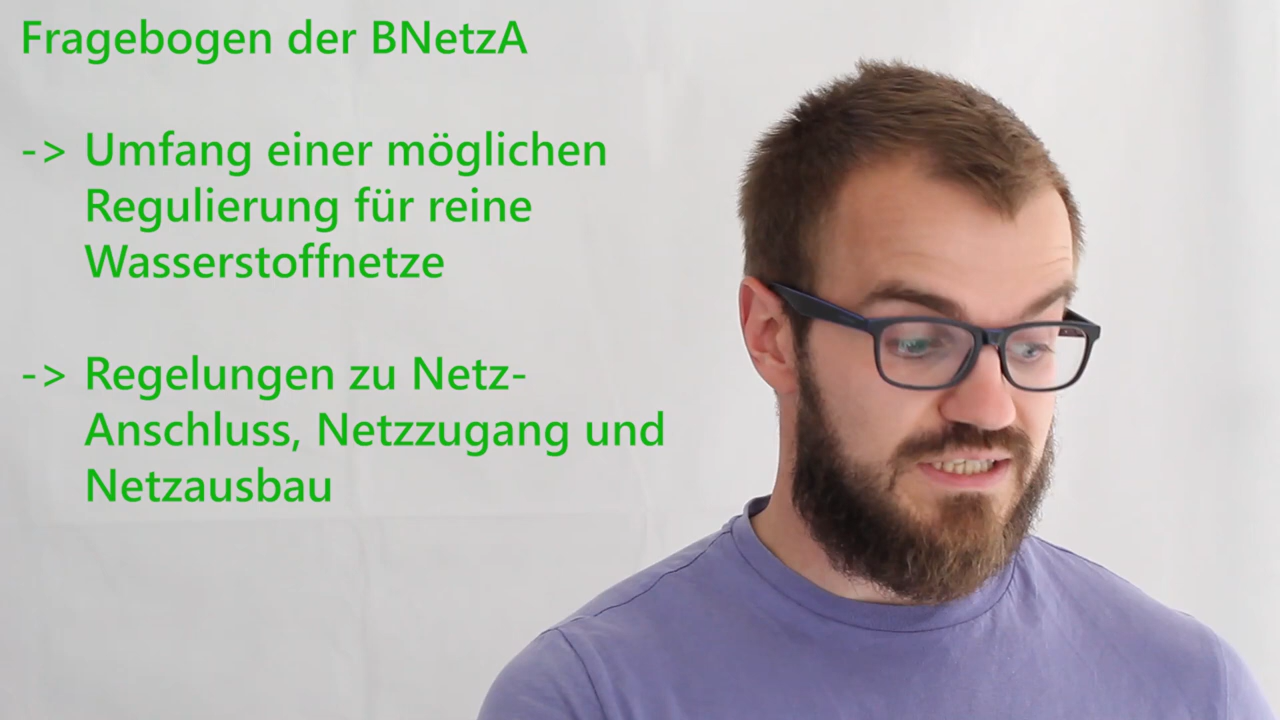 Fragebogen der BNetzA
-> Umfang einer möglichen
Regulierung für reine
Wasserstoffnetze
-> Regelungen zu Netz-
Anschluss, Netzzugang und
Netzausbau